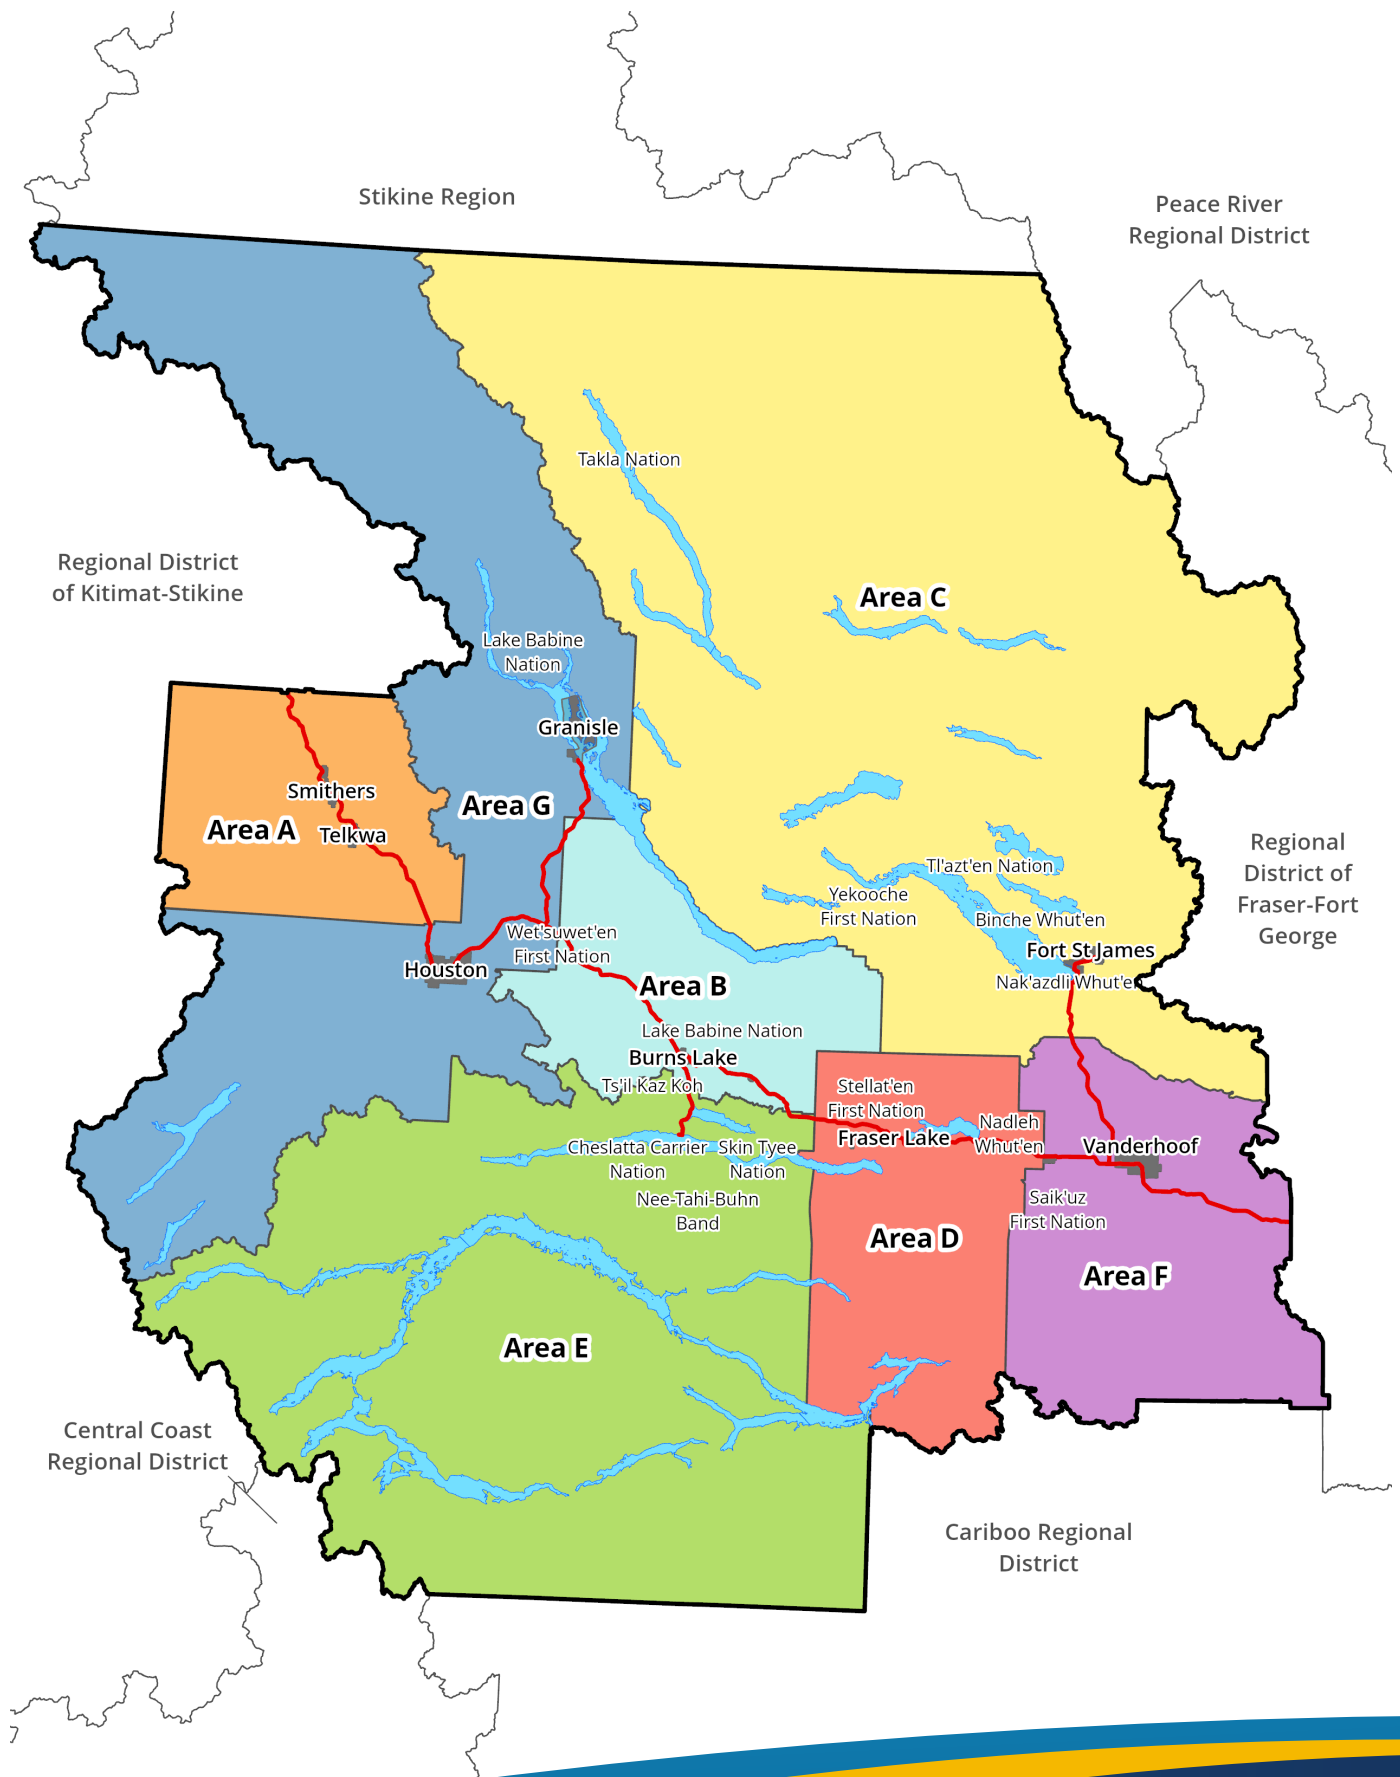 Stikine Region
Peace River
Regional District
Takla Nation
Regional District
of Kitimat-Stikine
Area C
Lake Babine
Nation
Granisle
Smithers
Area G
Area A
Telkwa
Regional
District of
Fraser-Fort
George
Tl'azt'en Nation
Yekooche
First Nation
Binche Whut'en
Wet'suwet'en
First Nation
Fort St James
Houston
Nak'azdli Whut'en
Area B
Lake Babine Nation
Burns Lake
Ts'il Kaz Koh
Stellat'en
First Nation
Nadleh
Whut'en
Fraser Lake
Vanderhoof
Cheslatta Carrier
Nation
Skin Tyee
Nation
Nee-Tahi-Buhn
Band
Saik'uz
First Nation
Area D
Area F
Area E
Central Coast
Regional District
Cariboo Regional
District